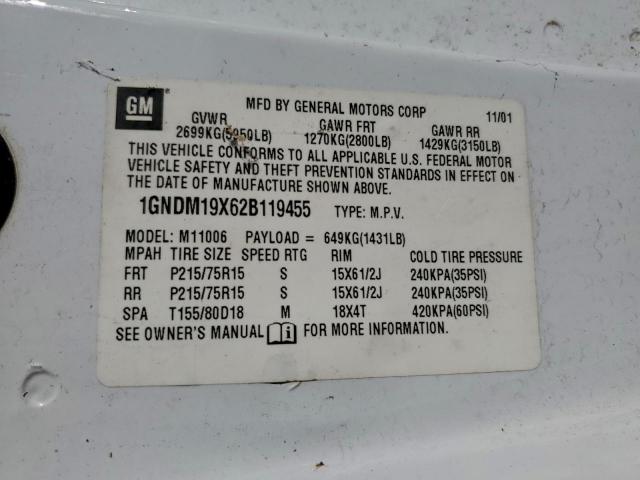 GM
MFD BY GENERAL MOTORS CORP 11/01
GVWR GAWR FRT GAWR RR
2699KG(5950LB) 1270KG(2800LB) 1429KG(3150LB)
THIS VEHICLE CONFORMS TO ALL APPLICABLE U.S. FEDERAL MOTOR
VEHICLE SAFETY AND THEFT PREVENTION STANDARDS IN EFFECT ON
THE DATE OF MANUFACTURE SHOWN ABOVE.
1GNDM19X62B119455 TYPE: M.P.V.
MODEL: M11006 PAYLOAD = 649KG(1431LB)
MPAH TIRE SIZE SPEED RTG RIM COLD TIRE PRESSURE
FRT P215/75R15 S 15X61/2J 240KPA(35PSI)
RR P215/75R15 S 15X61/2J 240KPA(35PSI)
SPA T155/80D18 M 18X4T 420KPA(60PSI)
SEE OWNER'S MANUAL FOR MORE INFORMATION.